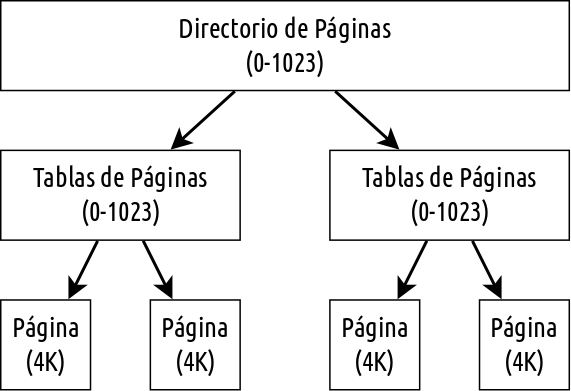 Directorio de Páginas
(0-1023)
Tablas de Páginas
(0-1023)
Tablas de Páginas
(0-1023)
Página
(4K)
Página
(4K)
Página
(4K)
Página
(4K)